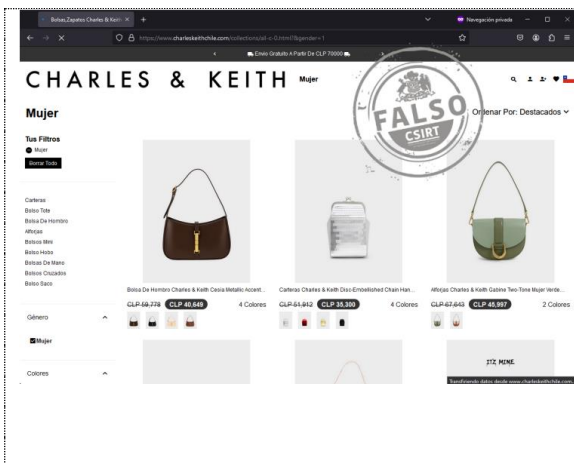 Bolsas,Zapatos Charles & Keith
Navegación privada
https://www.charleskeithchile.com/collections/all-c-0.html?&gender=1
Envío Gratuito A Partir De CLP 70000
CHARLES & KEITH
Mujer
FALSO
CSIRT
Mujer
Ordenar Por: Destacados
Tus Filtros
Mujer
Borrar Todo
Carteras
Bolso Tote
Bolsa De Hombro
Alforjas
Bolsos Mini
Bolso Hobo
Bolsas De Mano
Bolsos Cruzados
Bolso Saco
Bolsa De Hombro Charles & Keith Cesia Metallic Accent...
Carteras Charles & Keith Disc-Embellished Chain Han...
Alforjas Charles & Keith Gabine Two-Tone Mujer Verde...
CLP 59,778 CLP 40,649 4 Colores
CLP 51,912 CLP 35,300 4 Colores
CLP 67,643 CLP 45,997 2 Colores
Género
Mujer
Colores
ITZ MINE
Transfiriendo datos desde www.charleskeithchile.com...